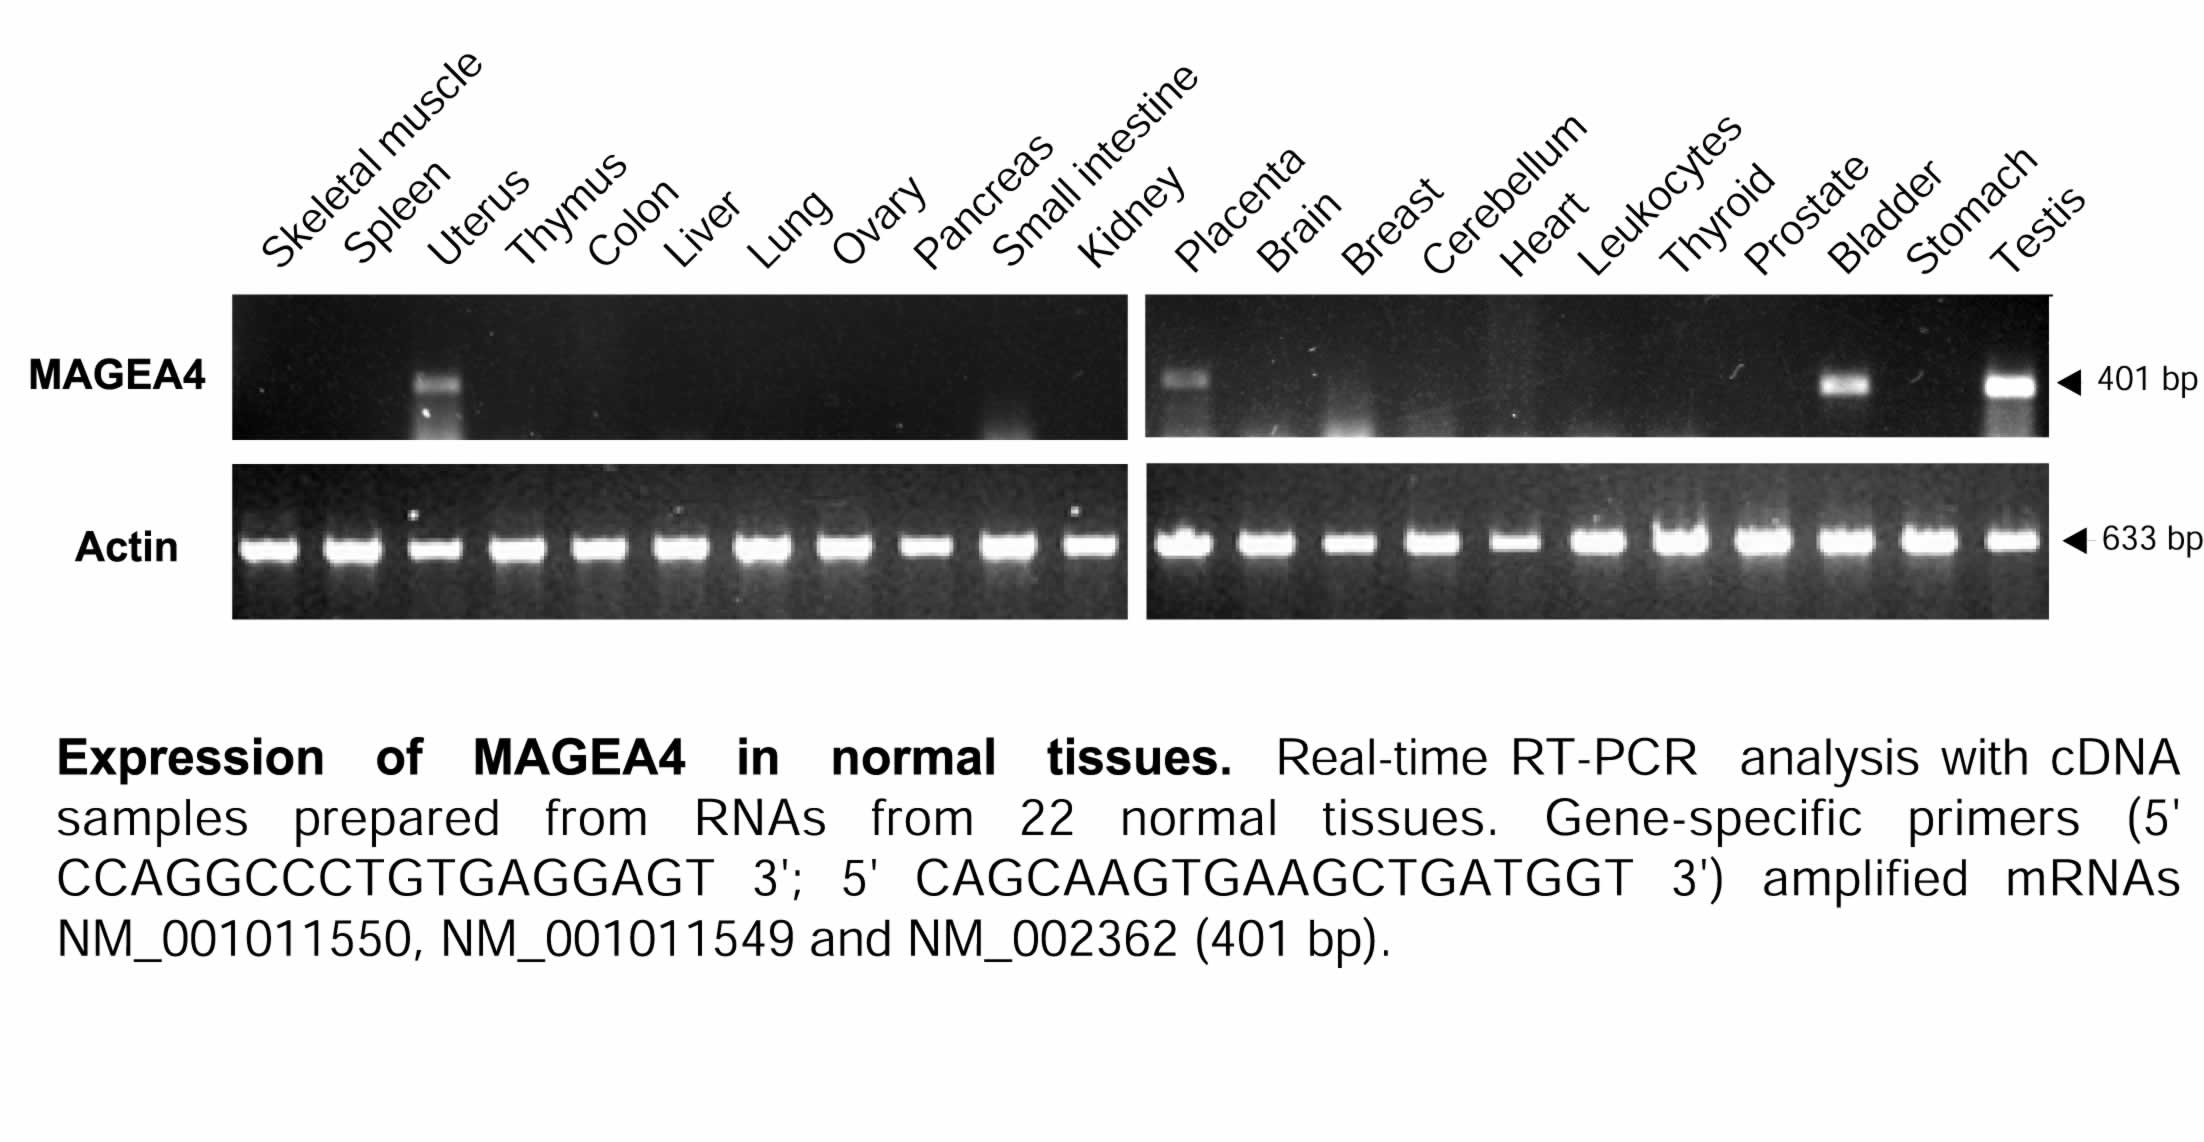 Skeletal muscle
Spleen
Uterus
Thymus
Colon
Liver
Lung
Ovary
Pancreas
Small intestine
Kidney
Placenta
Brain
Breast
Cerebellum
Heart
Leukocytes
Thyroid
Prostate
Bladder
Stomach
Testis
MAGEA4
401 bp
Actin
633 bp
Expression of MAGEA4 in normal tissues. Real-time RT-PCR analysis with cDNA
samples prepared from RNAs from 22 normal tissues. Gene-specific primers (5'
CCAGGCCCTGTGAGGAGT 3'; 5' CAGCAAGTGAAGCTGATGGT 3') amplified mRNAs
NM_001011550, NM_001011549 and NM_002362 (401 bp).